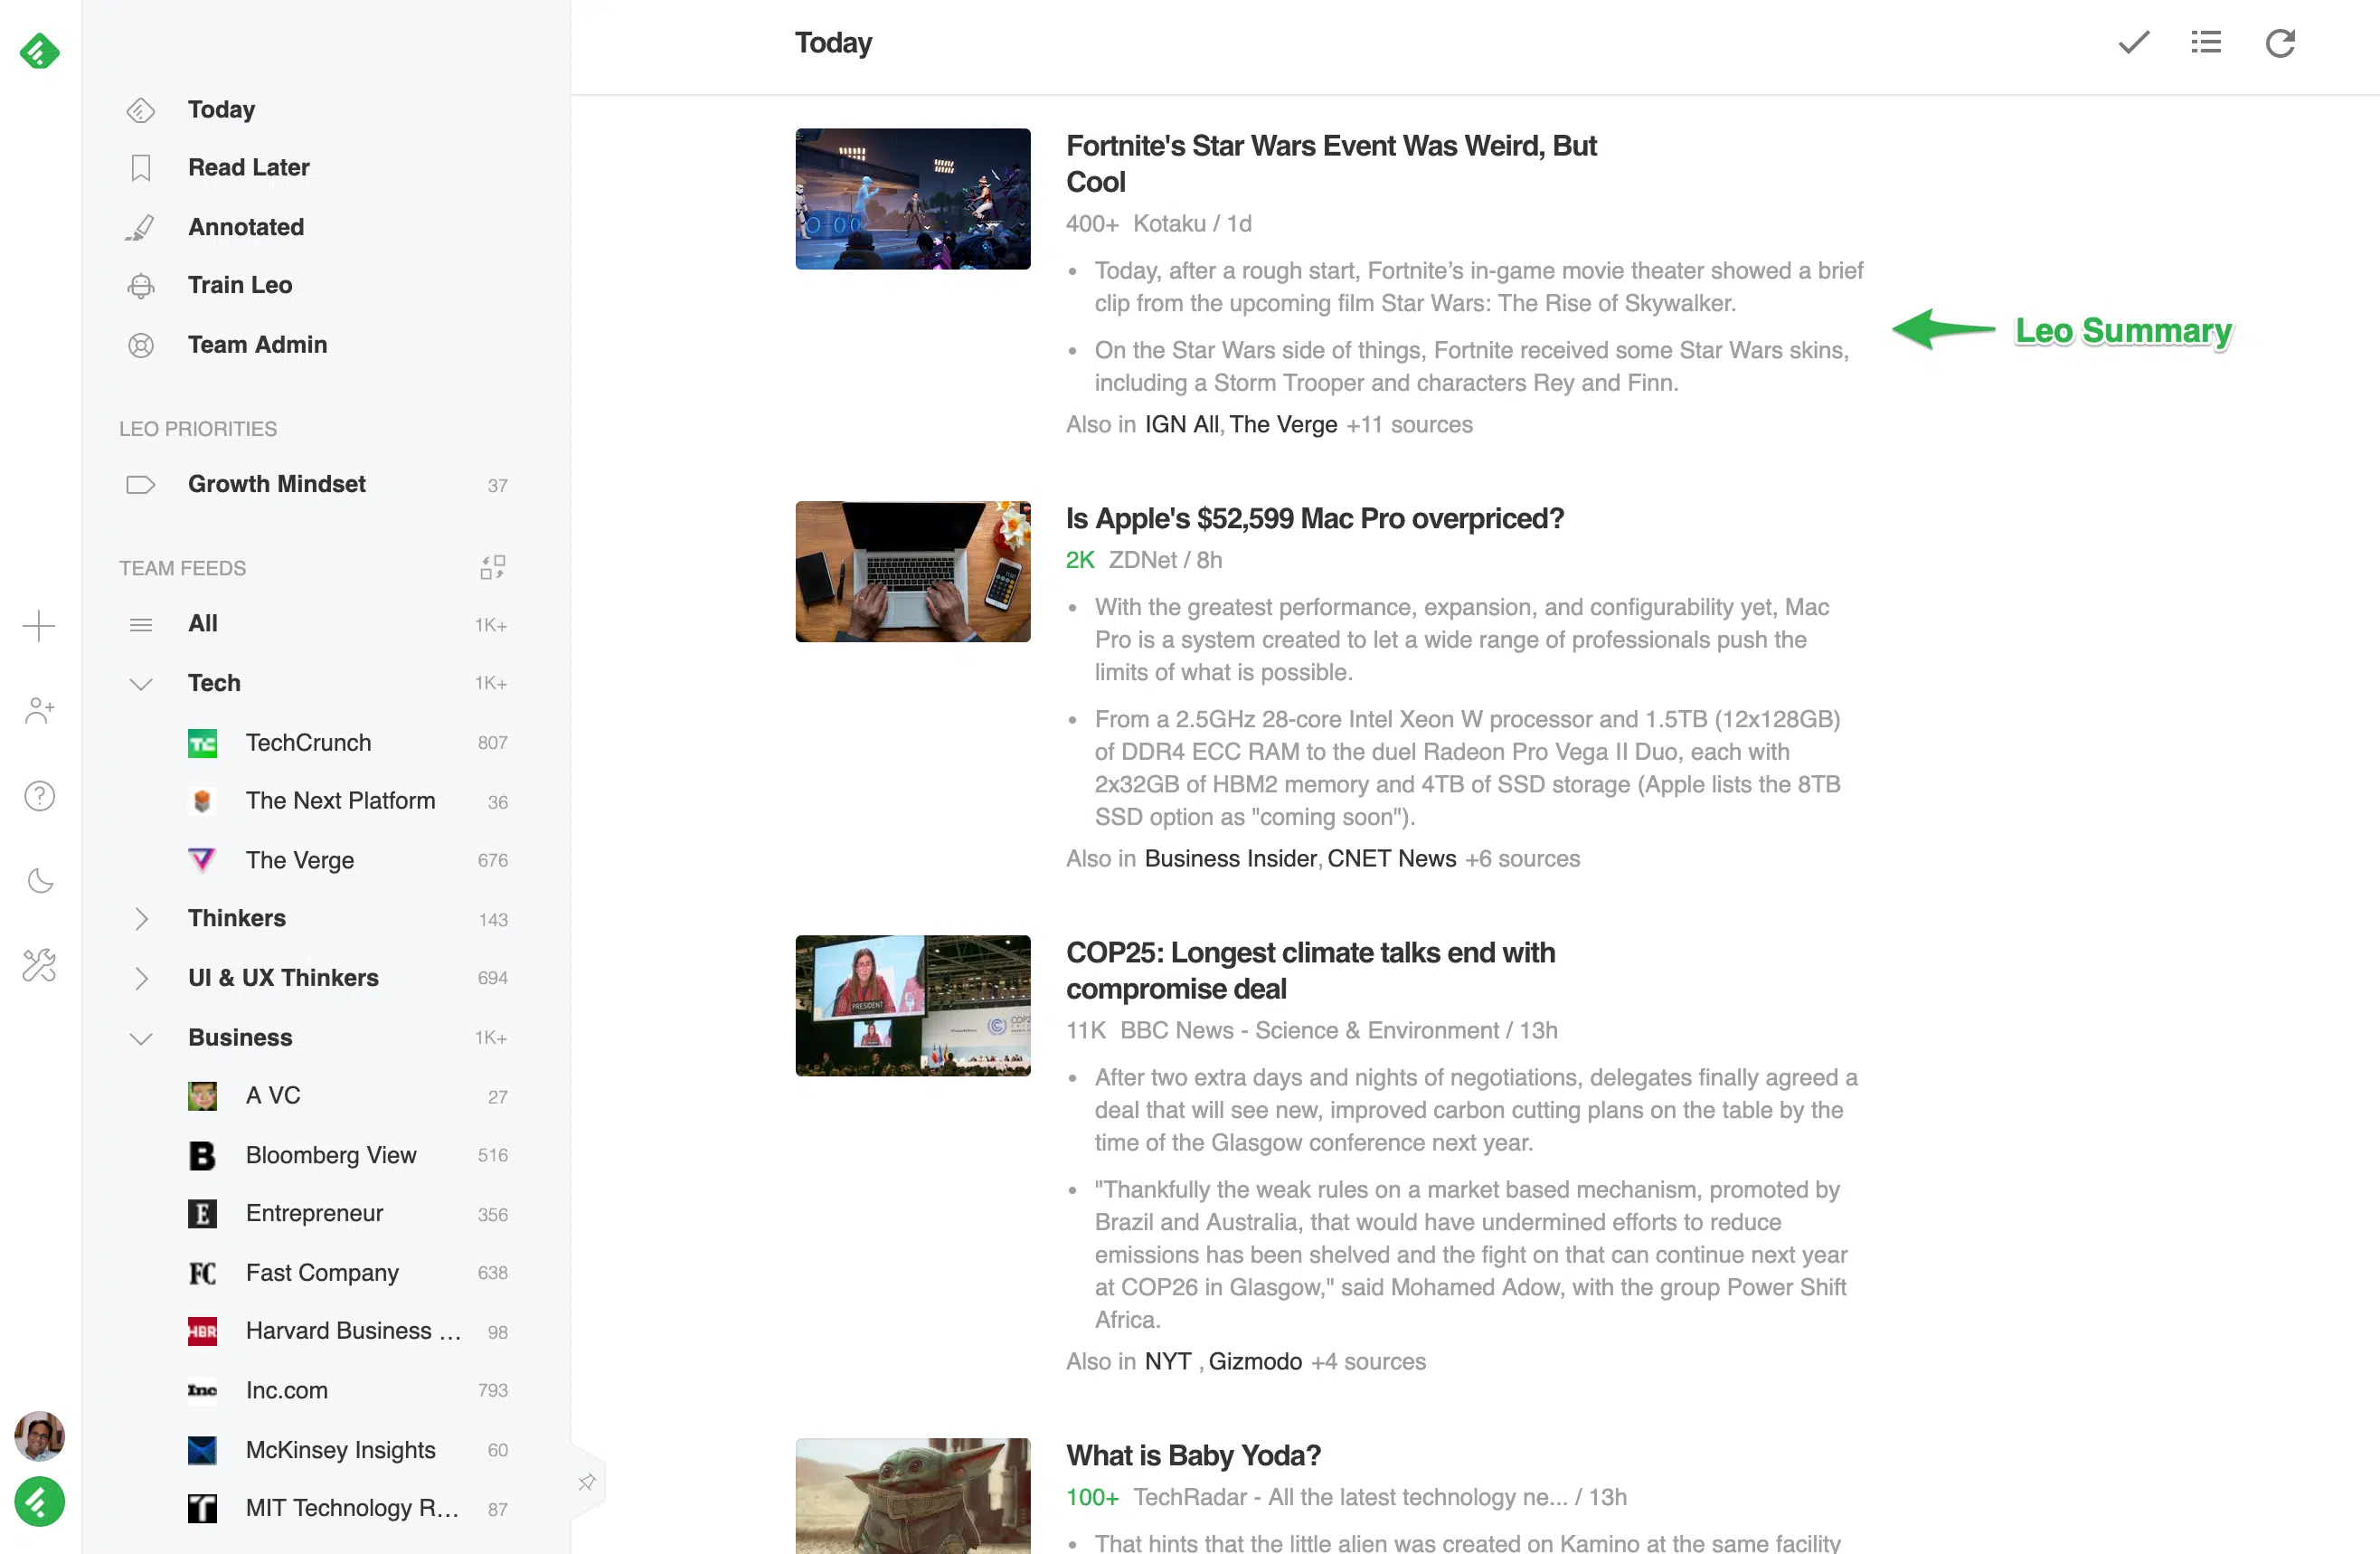 Today
Read Later
Annotated
Train Leo
Team Admin
LEO PRIORITIES
Growth Mindset 37
TEAM FEEDS
All 1K+
Tech 1K+
TechCrunch 807
The Next Platform 36
The Verge 676
Thinkers 143
UI & UX Thinkers 694
Business 1K+
A VC 27
Bloomberg View 516
Entrepreneur 356
Fast Company 638
Harvard Business ... 98
Inc.com 793
McKinsey Insights 60
MIT Technology R... 87
Today
Fortnite's Star Wars Event Was Weird, But
Cool
400+ Kotaku / 1d
• Today, after a rough start, Fortnite’s in-game movie theater showed a brief
clip from the upcoming film Star Wars: The Rise of Skywalker.
• On the Star Wars side of things, Fortnite received some Star Wars skins,
including a Storm Trooper and characters Rey and Finn.
Also in IGN All, The Verge +11 sources
Leo Summary
Is Apple's $52,599 Mac Pro overpriced?
2K ZDNet / 8h
• With the greatest performance, expansion, and configurability yet, Mac
Pro is a system created to let a wide range of professionals push the
limits of what is possible.
• From a 2.5GHz 28-core Intel Xeon W processor and 1.5TB (12x128GB)
of DDR4 ECC RAM to the duel Radeon Pro Vega II Duo, each with
2x32GB of HBM2 memory and 4TB of SSD storage (Apple lists the 8TB
SSD option as "coming soon").
Also in Business Insider, CNET News +6 sources
PRESIDENT
COP2
COP25: Longest climate talks end with
compromise deal
11K BBC News - Science & Environment / 13h
• After two extra days and nights of negotiations, delegates finally agreed a
deal that will see new, improved carbon cutting plans on the table by the
time of the Glasgow conference next year.
• "Thankfully the weak rules on a market based mechanism, promoted by
Brazil and Australia, that would have undermined efforts to reduce
emissions has been shelved and the fight on that can continue next year
at COP26 in Glasgow," said Mohamed Adow, with the group Power Shift
Africa.
Also in NYT , Gizmodo +4 sources
What is Baby Yoda?
100+ TechRadar - All the latest technology ne... / 13h
• That hints that the little alien was created on Kamino at the same facility